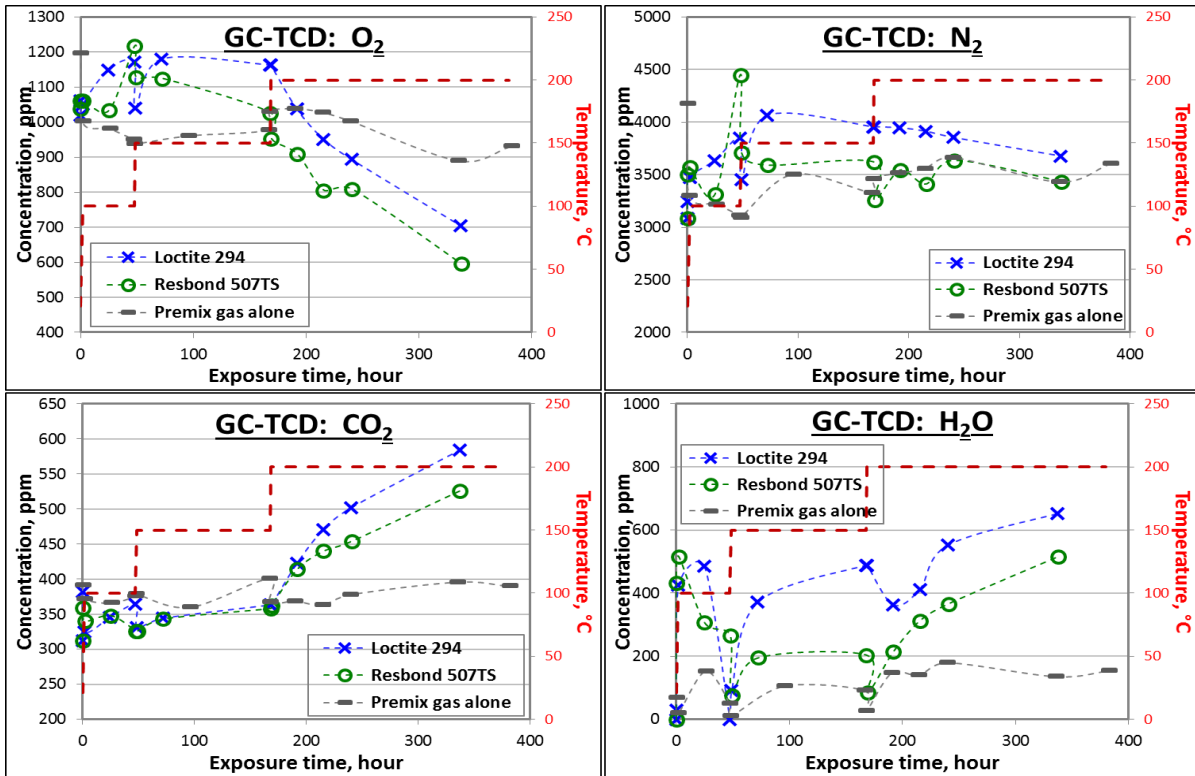 GC-TCD: O2
Concentration, ppm
1300
1200
1100
1000
900
800
700
600
500
400
250
200
150
100
50
0
Temperature, °C
Loctite 294
Resbond 507TS
Premix gas alone
0
100
200
300
400
Exposure time, hour
GC-TCD: N2
Concentration, ppm
5000
4500
4000
3500
3000
2500
2000
250
200
150
100
50
0
Temperature, °C
Loctite 294
Resbond 507TS
Premix gas alone
0
100
200
300
400
Exposure time, hour
GC-TCD: CO2
Concentration, ppm
650
600
550
500
450
400
350
300
250
200
250
200
150
100
50
0
Temperature, °C
Loctite 294
Resbond 507TS
Premix gas alone
0
100
200
300
400
Exposure time, hour
GC-TCD: H2O
Concentration, ppm
1000
800
600
400
200
0
250
200
150
100
50
0
Temperature, °C
Loctite 294
Resbond 507TS
Premix gas alone
0
100
200
300
400
Exposure time, hour